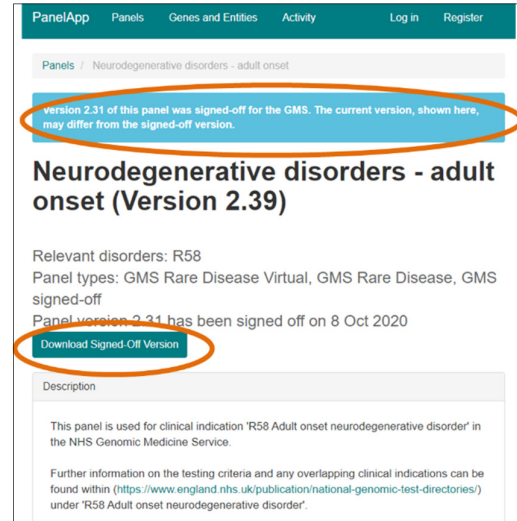 PanelApp Panels Genes and Entities Activity Log in Register
Panels / Neurodegenerative disorders - adult onset
Version 2.31 of this panel was signed-off for the GMS. The current version, shown here,
may differ from the signed-off version.
Neurodegenerative disorders - adult
onset (Version 2.39)
Relevant disorders: R58
Panel types: GMS Rare Disease Virtual, GMS Rare Disease, GMS
signed-off
Panel version 2.31 has been signed off on 8 Oct 2020
Download Signed-Off Version
Description
This panel is used for clinical indication 'R58 Adult onset neurodegenerative disorder' in
the NHS Genomic Medicine Service.
Further information on the testing criteria and any overlapping clinical indications can be
found within (https://www.england.nhs.uk/publication/national-genomic-test-directories/)
under 'R58 Adult onset neurodegenerative disorder'.